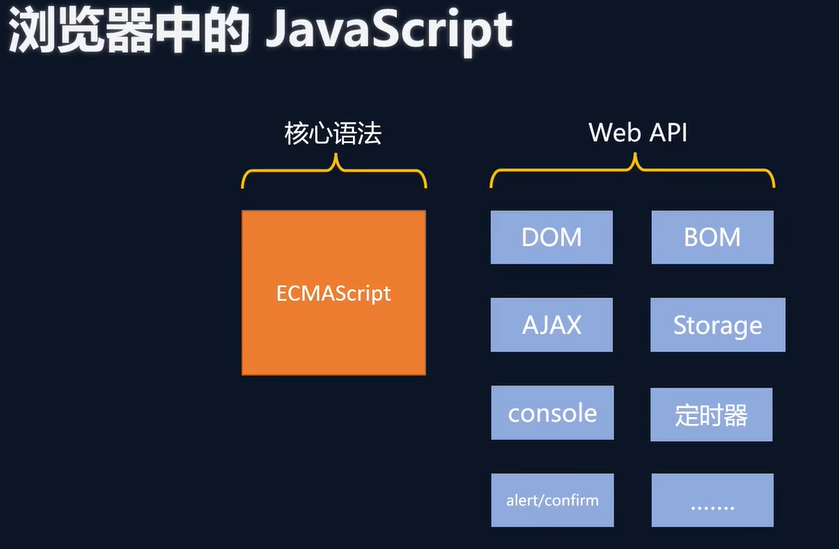 浏览器中的 JavaScript
核心语法
Web API
ECMAScript
DOM
BOM
AJAX
Storage
console
定时器
alert/confirm
.......